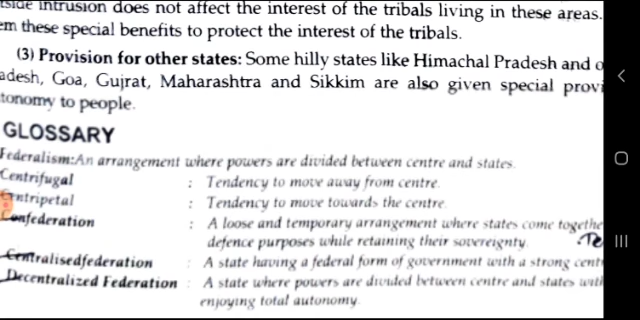 tside intrusion does not affect the interest of the tribals living in these areas.
em these special benefits to protect the interest of the tribals.
(3) Provision for other states: Some hilly states like Himachal Pradesh and o
adesh, Goa, Gujrat, Maharashtra and Sikkim are also given special provi
tonomy to people.
GLOSSARY
Federalism:An arrangement where powers are divided between centre and states.
Centrifugal : Tendency to move away from centre.
Centripetal : Tendency to move towards the centre.
Confederation : A loose and temporary arrangement where states come togethe
defence purposes while retaining their sovereignty.
Centralisedfederation : A state having a federal form of government with a strong cent
Decentralized Federation : A state where powers are divided between centre and states with
enjoying total autonomy.